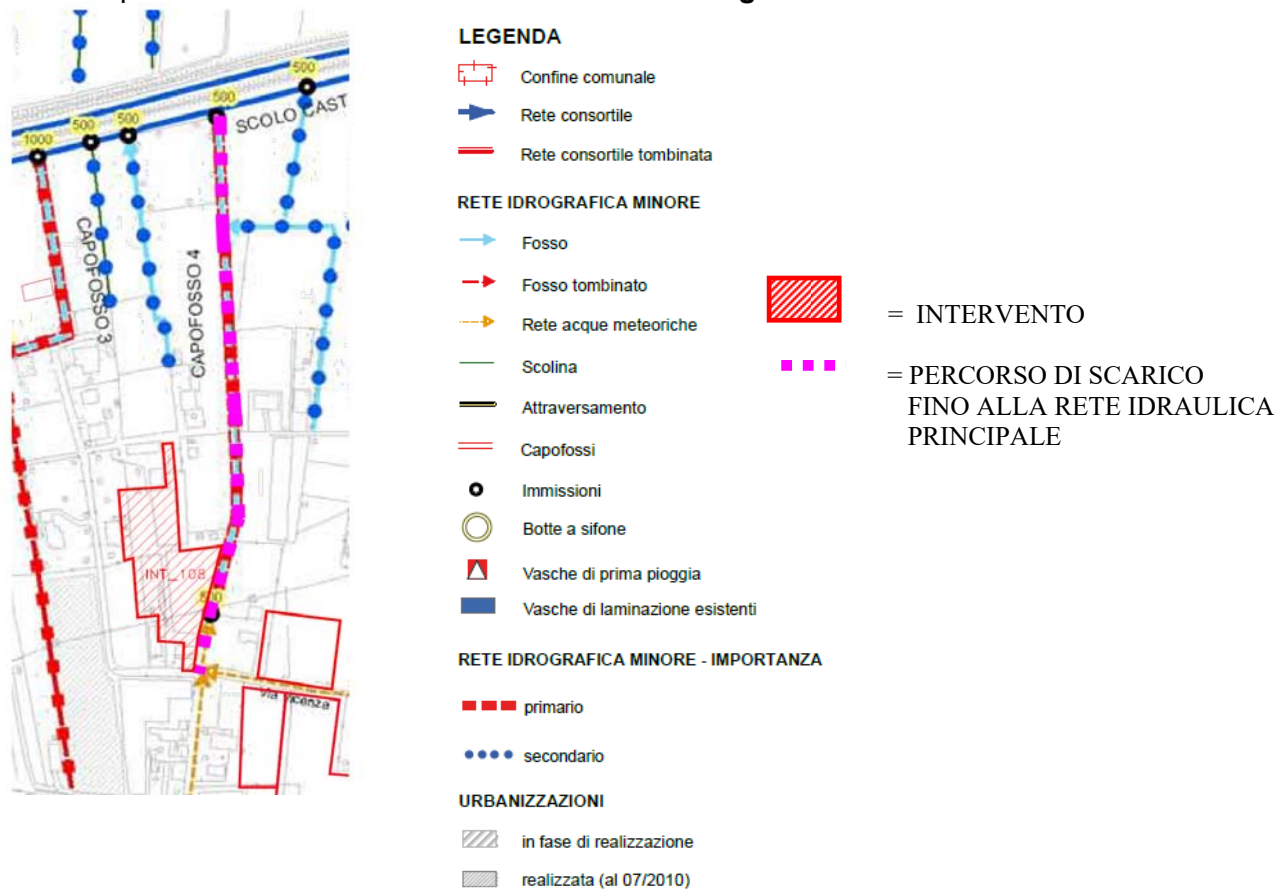 500
500
500
500
1000
SCOLO CAST
CAPOFOSSO 3
CAPOFOSSO 4
INT_108
Via Vicenza
LEGENDA
Confine comunale
Rete consortile
Rete consortile tombinata
RETE IDROGRAFICA MINORE
Fosso
Fosso tombinato
Rete acque meteoriche
Scolina
Attraversamento
Capofossi
Immissioni
Botte a sifone
Vasche di prima pioggia
Vasche di laminazione esistenti
RETE IDROGRAFICA MINORE - IMPORTANZA
primario
secondario
URBANIZZAZIONI
in fase di realizzazione
realizzata (al 07/2010)
= INTERVENTO
= PERCORSO DI SCARICO
FINO ALLA RETE IDRAULICA
PRINCIPALE